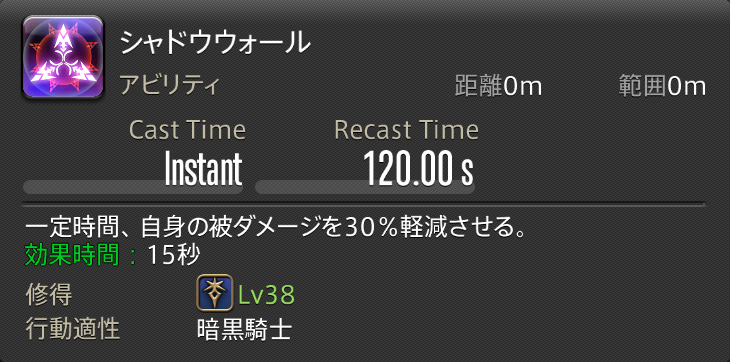 シャドウウォール
アビリティ 距離0m 範囲0m
Cast Time Recast Time
Instant 120.00 s
一定時間、自身の被ダメージを30％軽減させる。
効果時間：15秒
修得 Lv38
行動適性 暗黒騎士